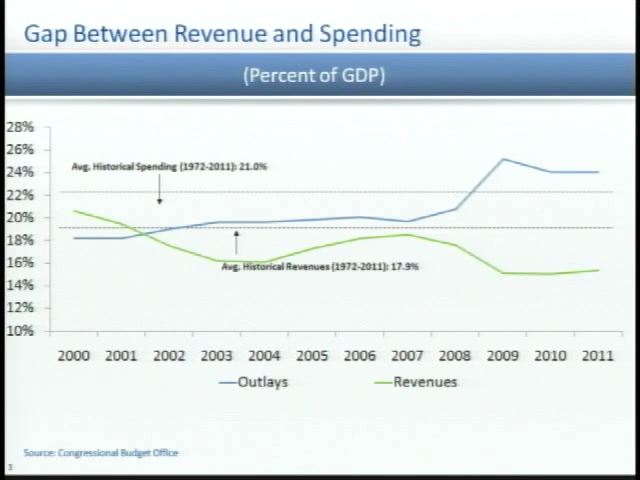 Gap Between Revenue and Spending
(Percent of GDP)
28%
26%
Avg. Historical Spending (1972-2011): 21.0%
24%
22%
20%
18%
Avg. Historical Revenues (1972-2011): 17.9%
16%
14%
12%
10%
2000 2001 2002 2003 2004 2005 2006 2007 2008 2009 2010 2011
Outlays Revenues
Source: Congressional Budget Office
3